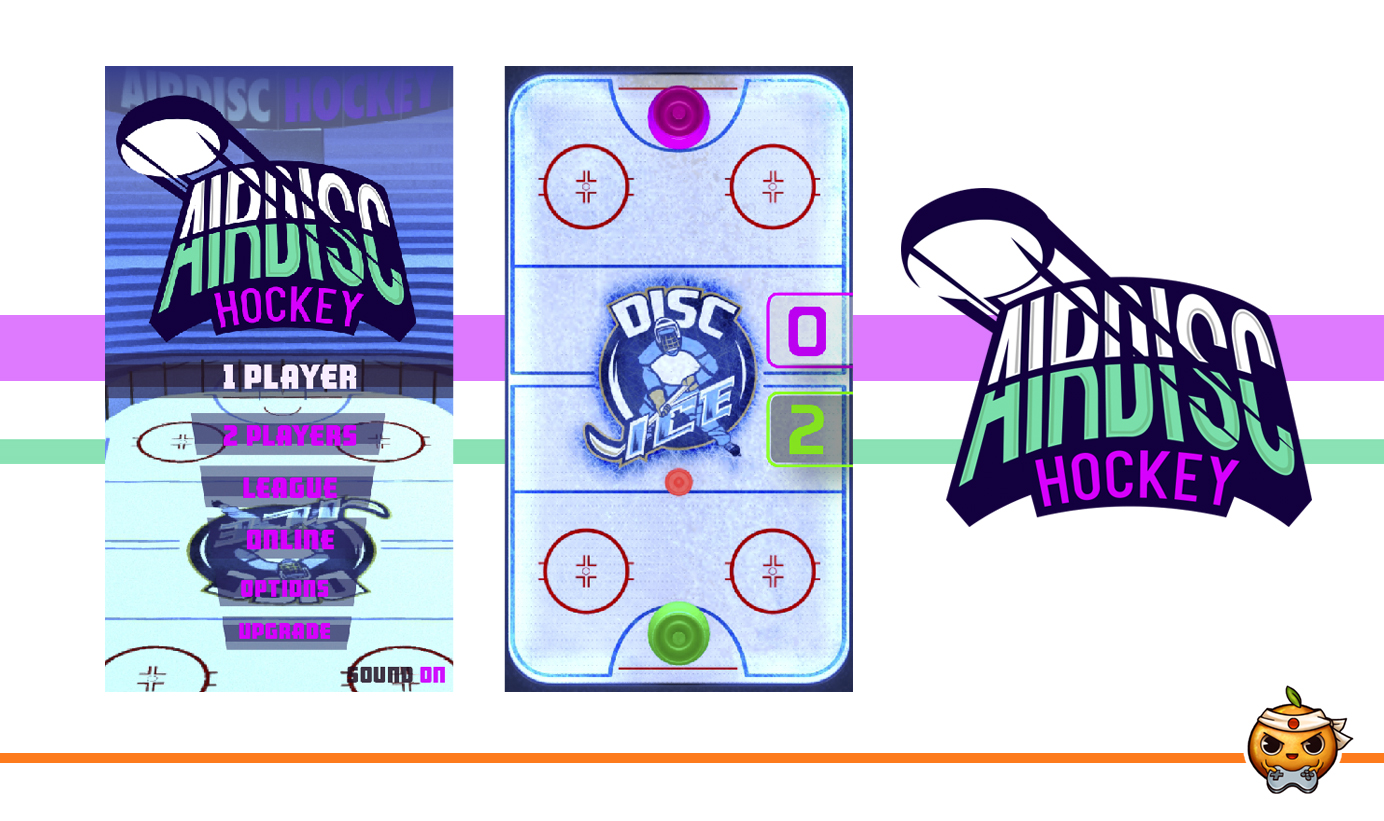 AIRDISC HOCKEY
AIRDISC
HOCKEY
1 PLAYER
2 PLAYERS
LEAGUE
ONLINE
OPTIONS
UPGRADE
SOUND ON
DISC
ICE
0
2
AIRDISC
HOCKEY